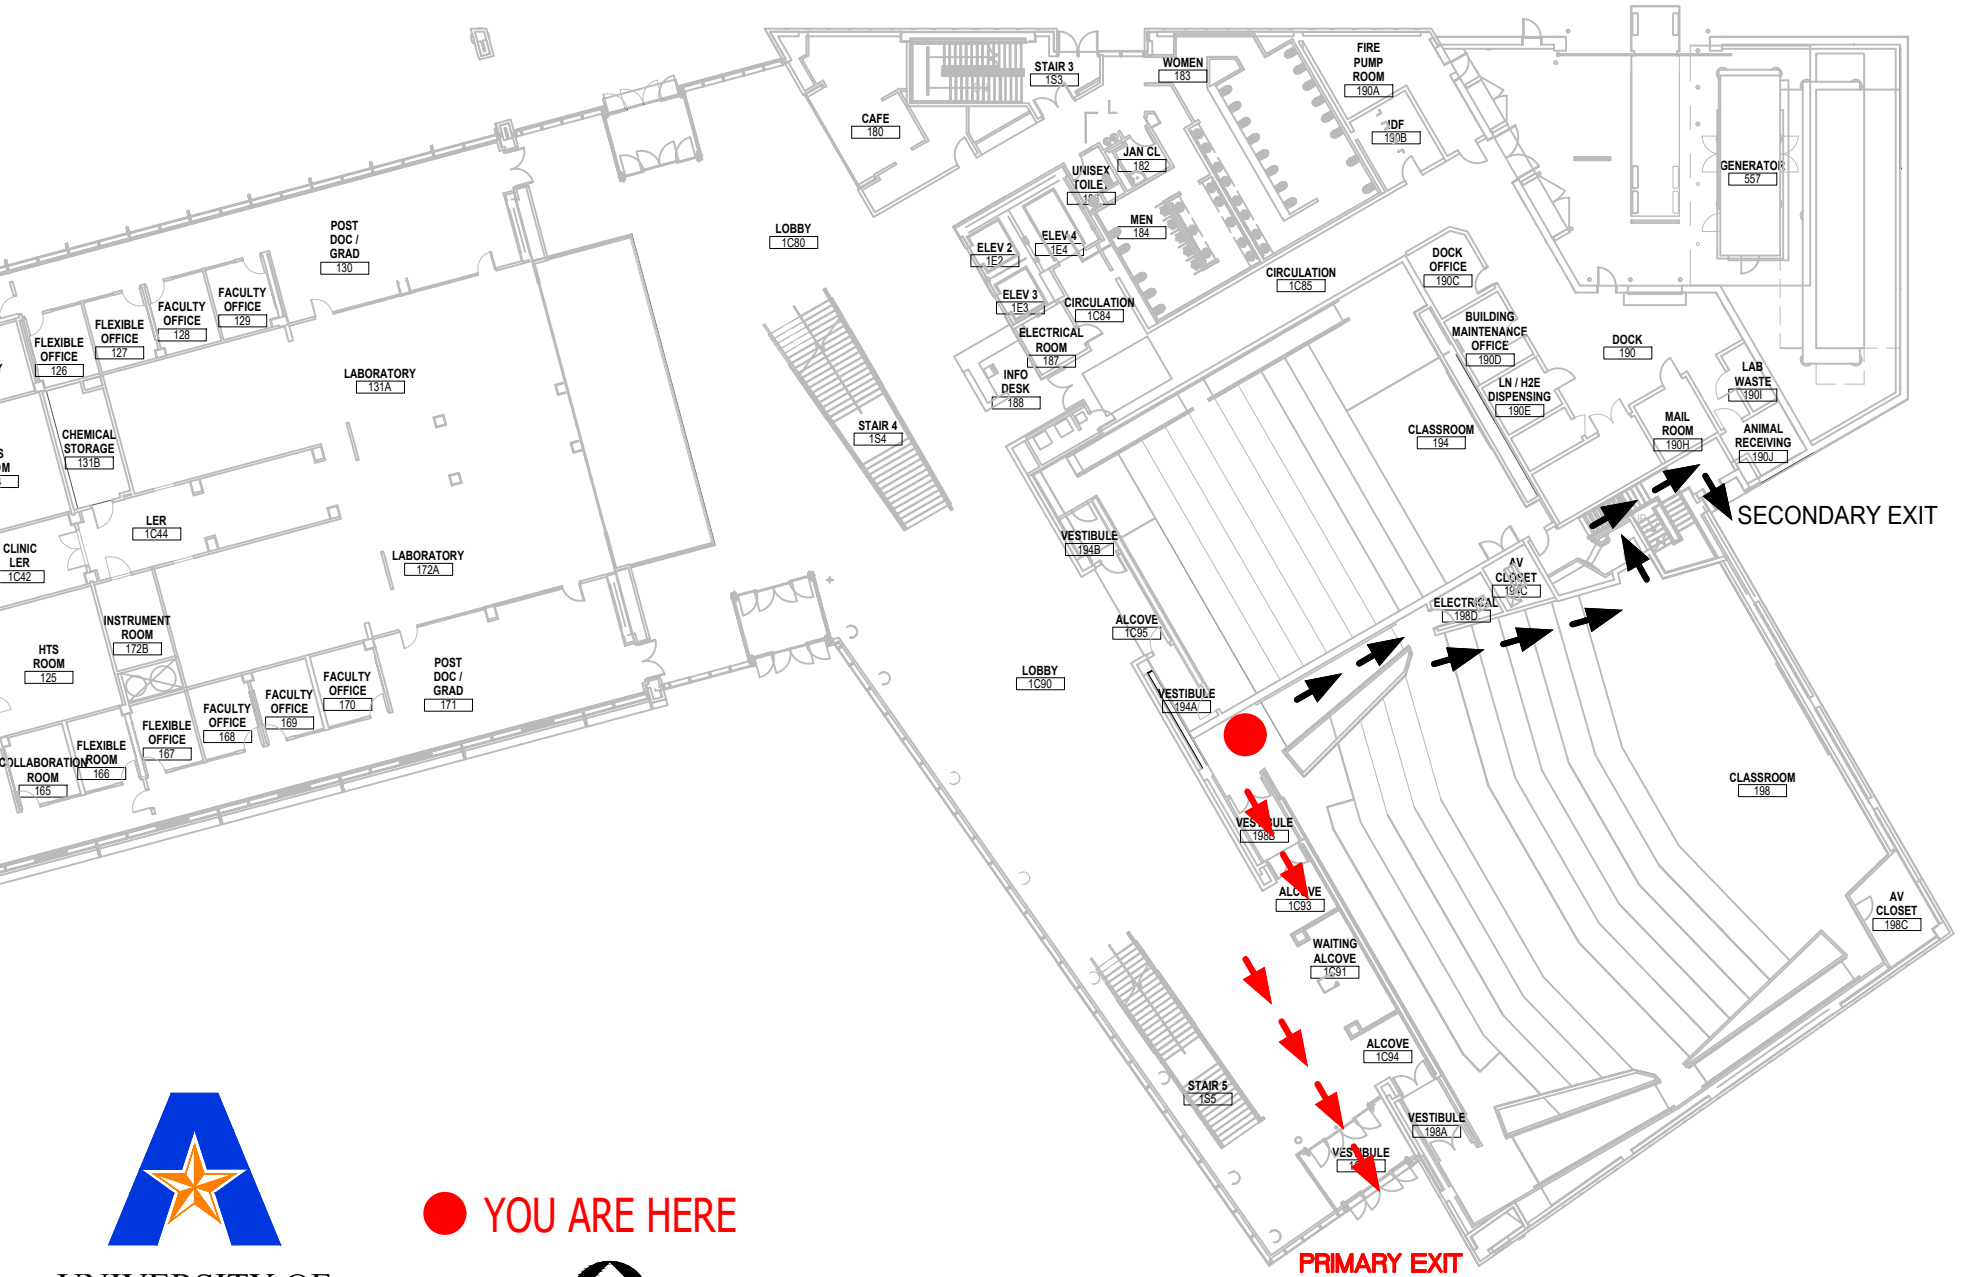 FIRE
PUMP
ROOM
190A
STAIR 3
1S3
WOMEN
183
CAFE
180
190B
JAN CL
182
UNISEX
GENERATOR
557
POST
DOC /
GRAD
130
LOBBY
1C80
MEN
184
ELEV 2
1E2
ELEV 4
1E4
ELEV 3
1E3
CIRCULATION
1C85
DOCK
OFFICE
190C
FACULTY
OFFICE
129
FACULTY
OFFICE
128
FLEXIBLE
OFFICE
127
FLEXIBLE
OFFICE
126
CIRCULATION
1C84
ELECTRICAL
ROOM
187
INFO
DESK
188
BUILDING
MAINTENANCE
OFFICE
190D
DOCK
190
LAB
WASTE
190I
LN / H2E
DISPENSING
190E
LABORATORY
131A
STAIR 4
1S4
CLASSROOM
194
MAIL
ROOM
190H
ANIMAL
RECEIVING
190J
CHEMICAL
STORAGE
131B
LER
1C44
SECONDARY EXIT
CLINIC
LER
1C42
LABORATORY
172A
VESTIBULE
194B
AV
CLOSET
194C
ELECTRICAL
198D
INSTRUMENT
ROOM
172B
ALCOVE
1C95
HTS
ROOM
125
POST
DOC /
GRAD
171
LOBBY
1C90
VESTIBULE
194A
FACULTY
OFFICE
170
FACULTY
OFFICE
169
FACULTY
OFFICE
168
FLEXIBLE
OFFICE
167
FLEXIBLE
ROOM
166
COLLABORATION
ROOM
165
CLASSROOM
198
VESTIBULE
198B
ALCOVE
1C93
AV
CLOSET
198C
WAITING
ALCOVE
1C91
ALCOVE
1C94
STAIR 5
1S5
VESTIBULE
198A
VESTIBULE
YOU ARE HERE
PRIMARY EXIT
UNIVERSITY OF